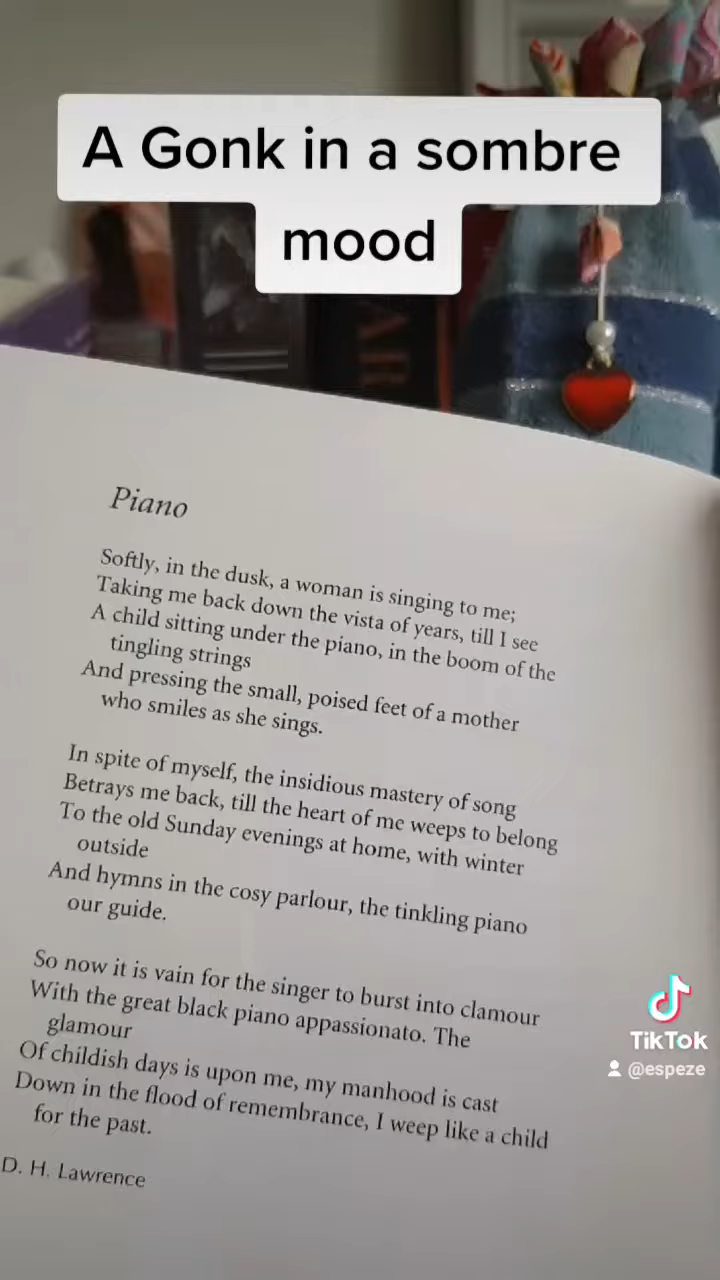 A Gonk in a sombre
mood
AR
Piano
Softly, in the dusk, a woman is singing to me;
Taking me back down the vista of years, till I see
A child sitting under the piano, in the boom of the
tingling strings
And pressing the small, poised feet of a mother
who smiles as she sings.
In spite of myself, the insidious mastery of song
Betrays me back, till the heart of me weeps to belong
To the old Sunday evenings at home, with winter
outside
And hymns in the cosy parlour, the tinkling piano
our guide.
So now it is vain for the singer to burst into clamour
With the great black piano appassionato. The
glamour
Of childish days is upon me, my manhood is cast
Down in the flood of remembrance, I weep like a child
for the past.
D. H. Lawrence
TikTok
@espeze